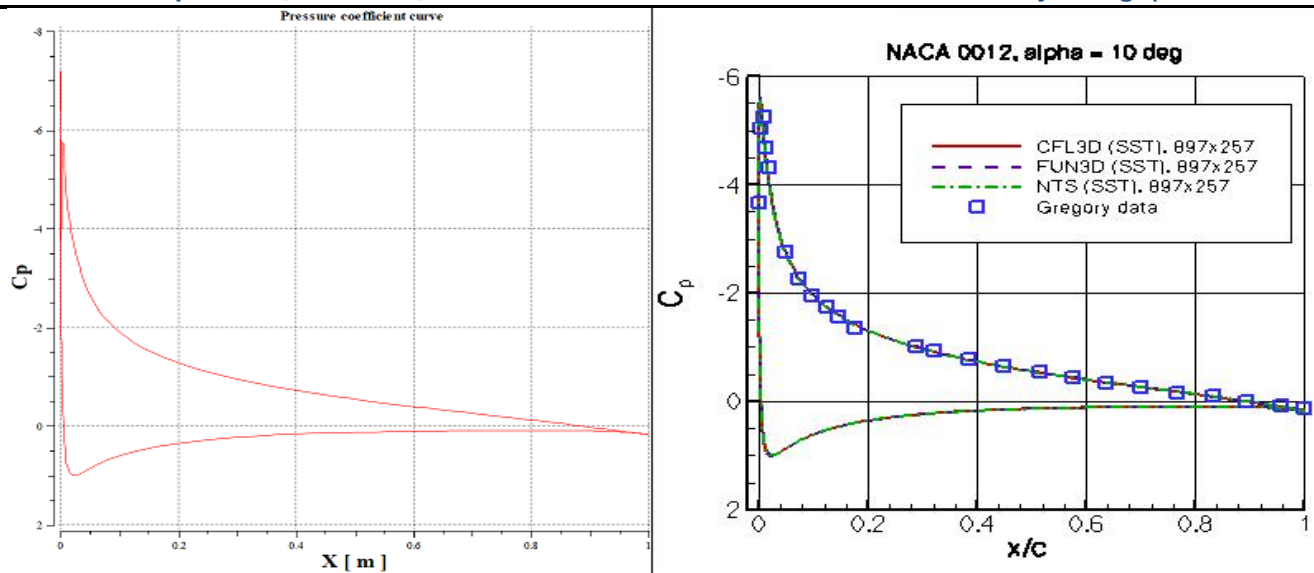 Pressure coefficient curve
-8
-6
-4
-2
0
2
Cp
0
0.2
0.4
0.6
0.8
1
X [ m ]
NACA 0012, alpha = 10 deg
-6
-4
-2
0
2
Cp
CFL3D (SST). 897x257
FUN3D (SST). 897x257
NTS (SST). 897x257
Gregory data
0
0.2
0.4
0.6
0.8
1
x/c